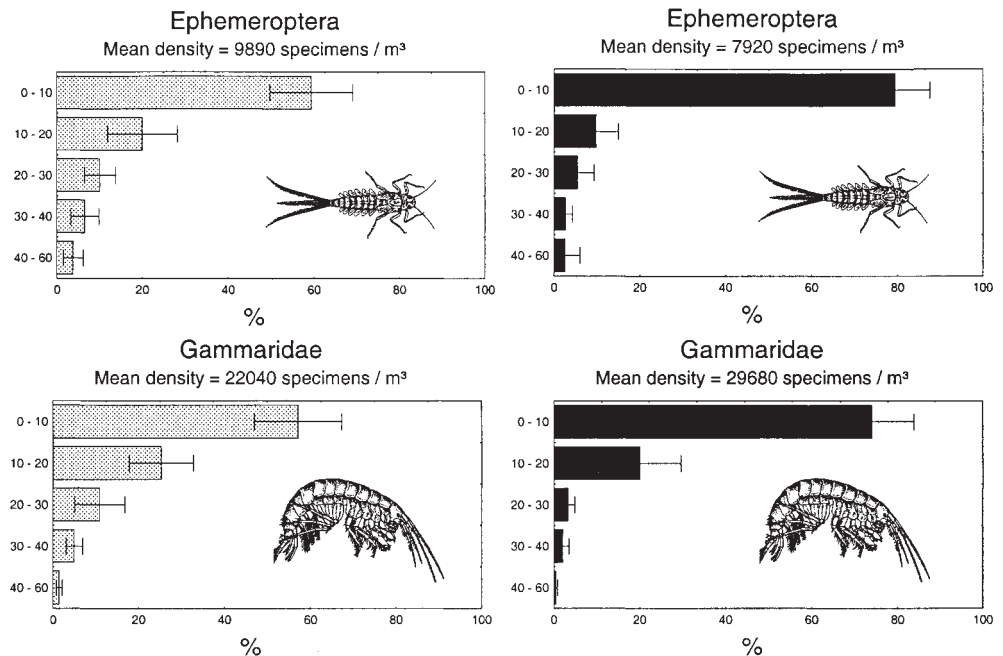 Ephemeroptera
Mean density = 9890 specimens / m³
0 - 10
10 - 20
20 - 30
30 - 40
40 - 60
0 20 40 60 80 100
%
Ephemeroptera
Mean density = 7920 specimens / m³
0 - 10
10 - 20
20 - 30
30 - 40
40 - 60
0 20 40 60 80 100
%
Gammaridae
Mean density = 22040 specimens / m³
0 - 10
10 - 20
20 - 30
30 - 40
40 - 60
0 20 40 60 80 100
%
Gammaridae
Mean density = 29680 specimens / m³
0 - 10
10 - 20
20 - 30
30 - 40
40 - 60
0 20 40 60 80 100
%